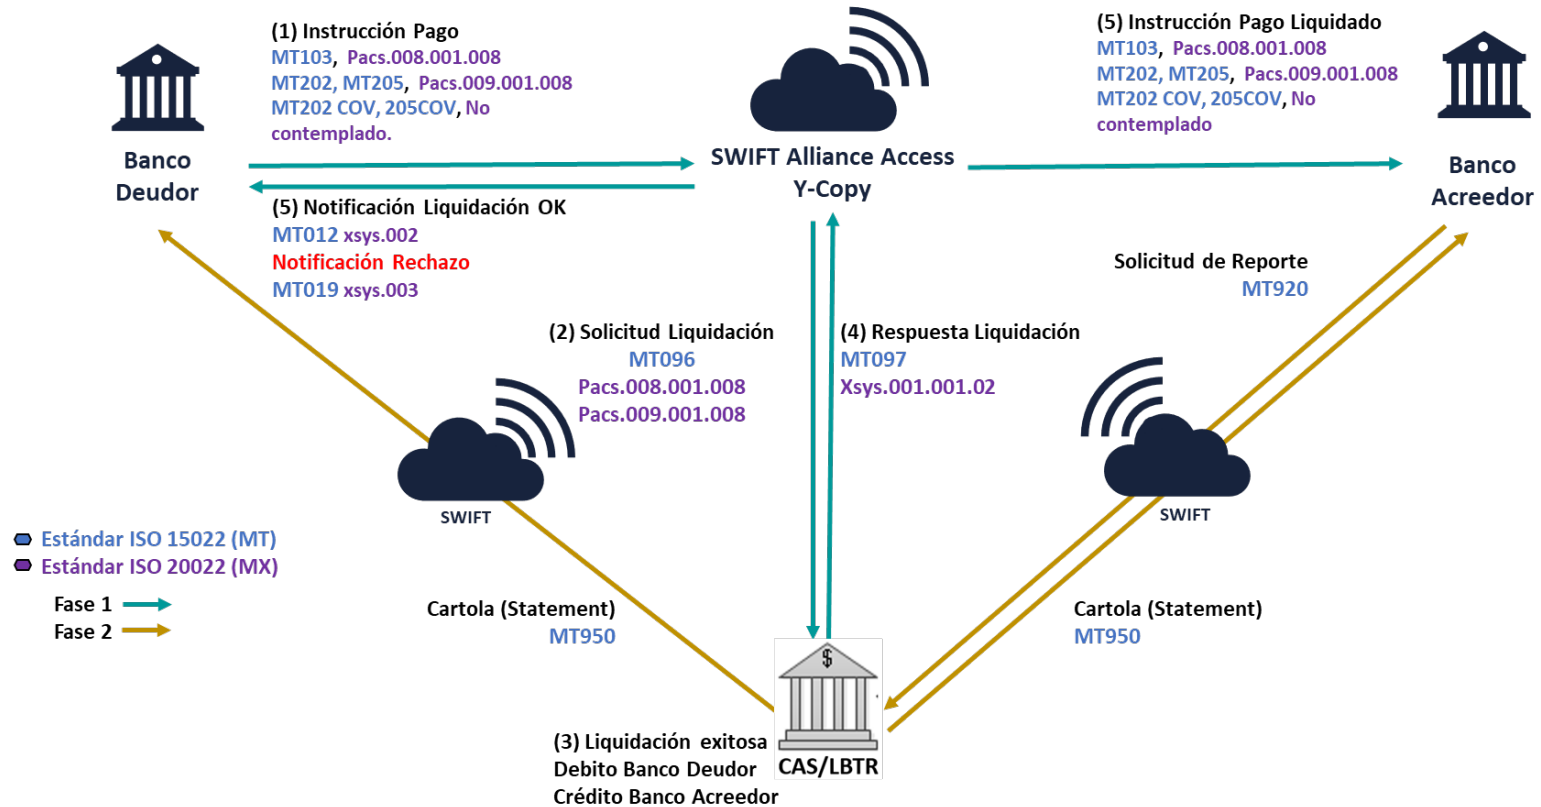 (1) Instrucción Pago
MT103, Pacs.008.001.008
MT202, MT205, Pacs.009.001.008
MT202 COV, 205COV, No
contemplado.
Banco
Deudor
SWIFT Alliance Access
Y-Copy
(5) Instrucción Pago Liquidado
MT103, Pacs.008.001.008
MT202, MT205, Pacs.009.001.008
MT202 COV, 205COV, No
contemplado
Banco
Acreedor
(5) Notificación Liquidación OK
MT012 xsys.002
Notificación Rechazo
MT019 xsys.003
Solicitud de Reporte
MT920
(2) Solicitud Liquidación
MT096
Pacs.008.001.008
Pacs.009.001.008
(4) Respuesta Liquidación
MT097
Xsys.001.001.02
SWIFT
SWIFT
Estándar ISO 15022 (MT)
Estándar ISO 20022 (MX)
Fase 1
Fase 2
Cartola (Statement)
MT950
Cartola (Statement)
MT950
$
CAS/LBTR
(3) Liquidación exitosa
Debito Banco Deudor
Crédito Banco Acreedor